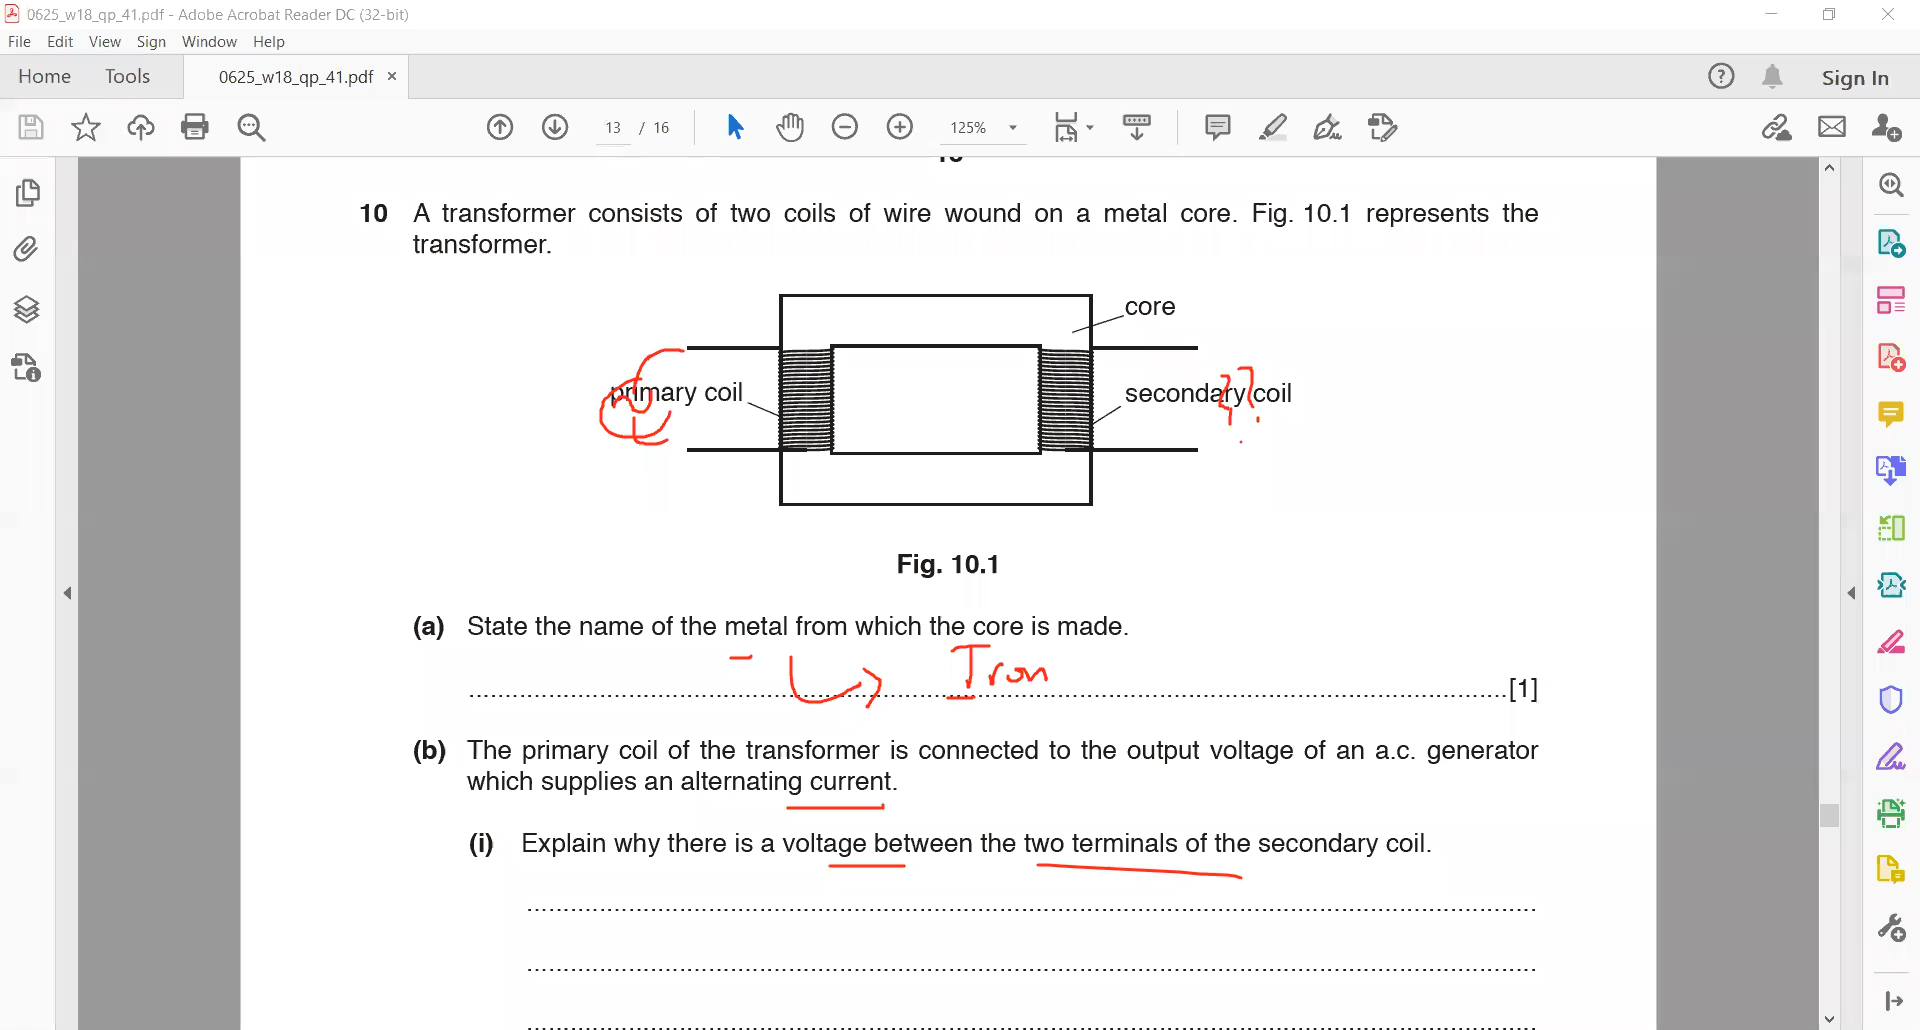 0625_w18_qp_41.pdf - Adobe Acrobat Reader DC (32-bit)
File Edit View Sign Window Help
Home Tools 0625_w18_qp_41.pdf × Sign In
13 / 16 125%
10 A transformer consists of two coils of wire wound on a metal core. Fig. 10.1 represents the
transformer.
core
primary coil
secondary coil
??
Fig. 10.1
(a) State the name of the metal from which the core is made.
Iron
[1]
(b) The primary coil of the transformer is connected to the output voltage of an a.c. generator
which supplies an alternating current.
(i) Explain why there is a voltage between the two terminals of the secondary coil.